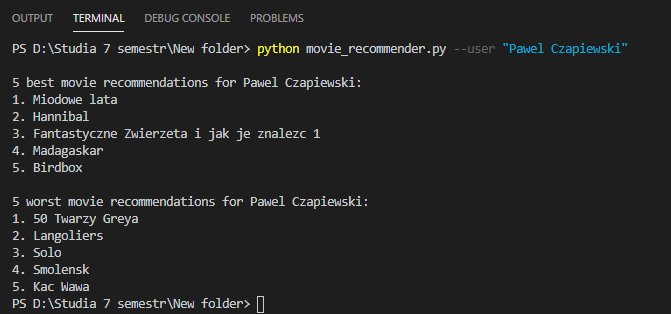 OUTPUT TERMINAL DEBUG CONSOLE PROBLEMS
PS D:\Studia 7 semestr\New folder> python movie_recommender.py --user "Pawel Czapiewski"
5 best movie recommendations for Pawel Czapiewski:
1. Miodowe lata
2. Hannibal
3. Fantastyczne Zwierzeta i jak je znalezc 1
4. Madagaskar
5. Birdbox
5 worst movie recommendations for Pawel Czapiewski:
1. 50 Twarzy Greya
2. Langoliers
3. Solo
4. Smolensk
5. Kac Wawa
PS D:\Studia 7 semestr\New folder>